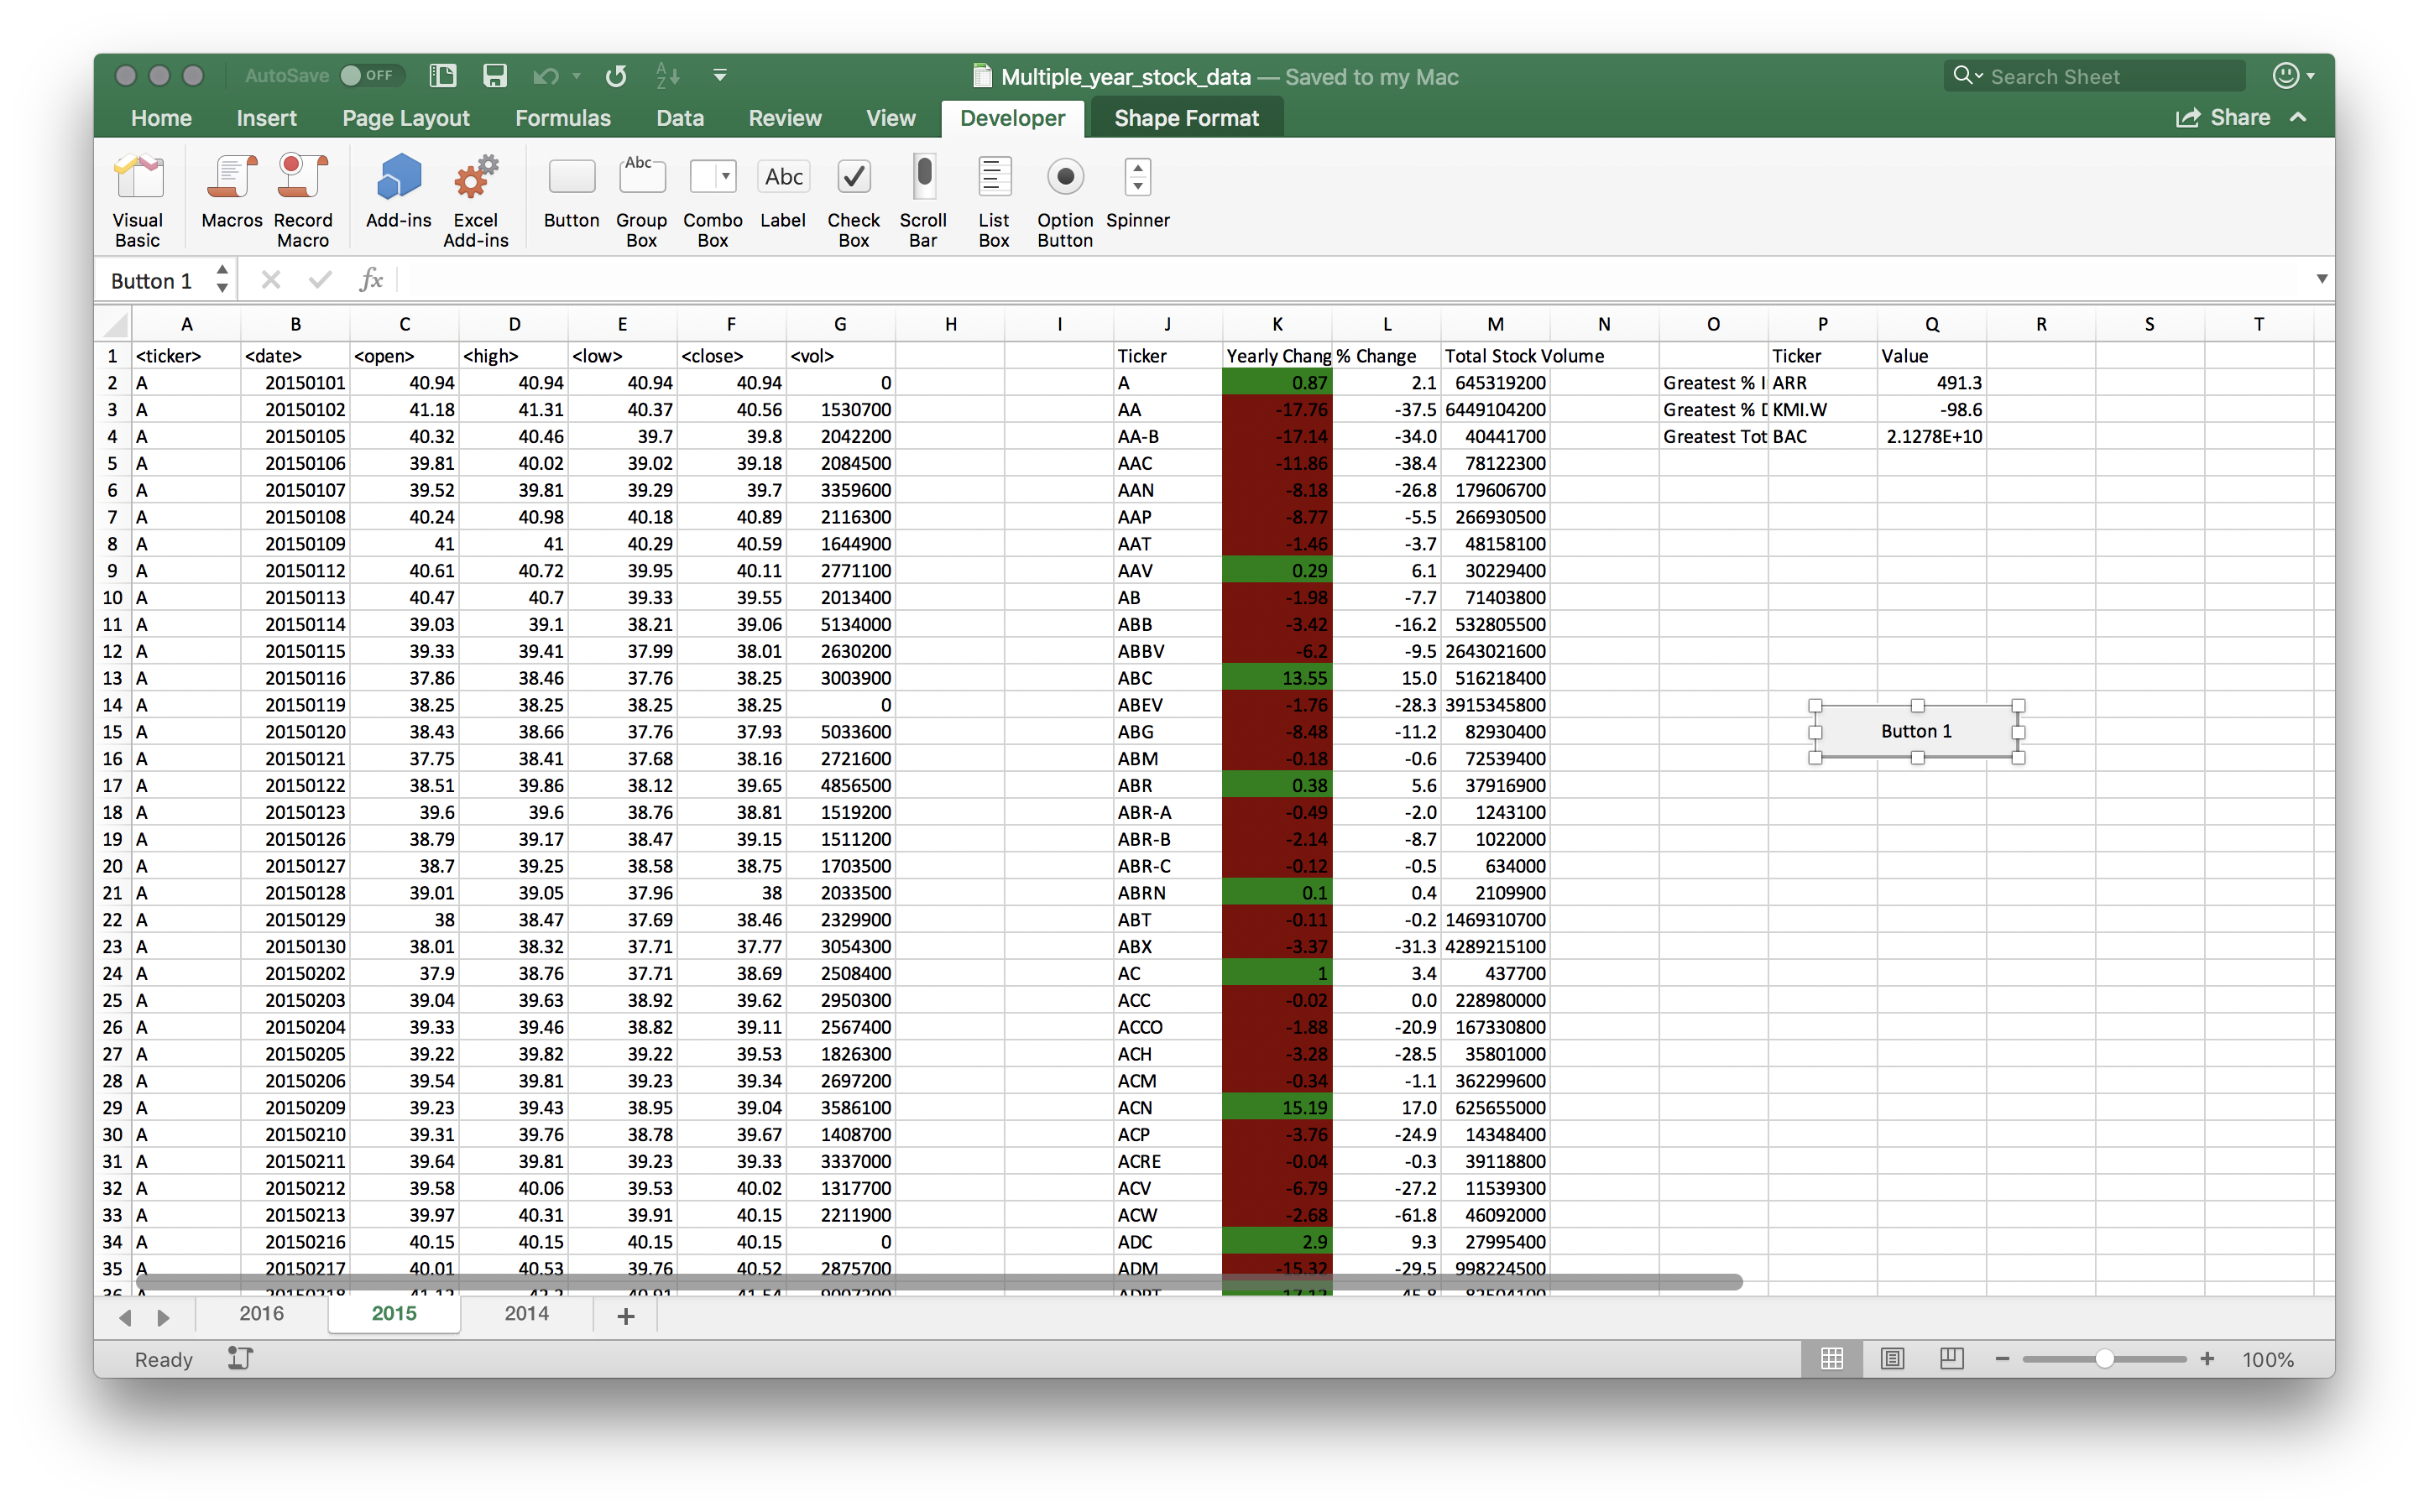 AutoSave OFF Multiple_year_stock_data — Saved to my Mac Search Sheet
Home Insert Page Layout Formulas Data Review View Developer Shape Format Share
Abc Abc
Visual Basic Macros Record Macro Add-ins Excel Add-ins Button Group Box Combo Box Label Check Box Scroll Bar List Box Option Button Spinner
Button 1 fx
A B C D E F G H I J K L M N O P Q R S T
1 <ticker> <date> <open> <high> <low> <close> <vol> Ticker Yearly Chang % Change Total Stock Volume Ticker Value
2 A 20150101 40.94 40.94 40.94 40.94 0 A 0.87 2.1 645319200 Greatest % I ARR 491.3
3 A 20150102 41.18 41.31 40.37 40.56 1530700 AA -17.76 -37.5 6449104200 Greatest % D KMI.W -98.6
4 A 20150105 40.32 40.46 39.7 39.8 2042200 AA-B -17.14 -34.0 40441700 Greatest Tot BAC 2.1278E+10
5 A 20150106 39.81 40.02 39.02 39.18 2084500 AAC -11.86 -38.4 78122300
6 A 20150107 39.52 39.81 39.29 39.7 3359600 AAN -8.18 -26.8 179606700
7 A 20150108 40.24 40.98 40.18 40.89 2116300 AAP -8.77 -5.5 266930500
8 A 20150109 41 41 40.29 40.59 1644900 AAT -1.46 -3.7 48158100
9 A 20150112 40.61 40.72 39.95 40.11 2771100 AAV 0.29 6.1 30229400
10 A 20150113 40.47 40.7 39.33 39.55 2013400 AB -1.98 -7.7 71403800
11 A 20150114 39.03 39.1 38.21 39.06 5134000 ABB -3.42 -16.2 532805500
12 A 20150115 39.33 39.41 37.99 38.01 2630200 ABBV -6.2 -9.5 2643021600
13 A 20150116 37.86 38.46 37.76 38.25 3003900 ABC 13.55 15.0 516218400
14 A 20150119 38.25 38.25 38.25 38.25 0 ABEV -1.76 -28.3 3915345800
15 A 20150120 38.43 38.66 37.76 37.93 5033600 ABG -8.48 -11.2 82930400 Button 1
16 A 20150121 37.75 38.41 37.68 38.16 2721600 ABM -0.18 -0.6 72539400
17 A 20150122 38.51 39.86 38.12 39.65 4856500 ABR 0.38 5.6 37916900
18 A 20150123 39.6 39.6 38.76 38.81 1519200 ABR-A -0.49 -2.0 1243100
19 A 20150126 38.79 39.17 38.47 39.15 1511200 ABR-B -2.14 -8.7 1022000
20 A 20150127 38.7 39.25 38.58 38.75 1703500 ABR-C -0.12 -0.5 634000
21 A 20150128 39.01 39.05 37.96 38 2033500 ABRN 0.1 0.4 2109900
22 A 20150129 38 38.47 37.69 38.46 2329900 ABT -0.11 -0.2 1469310700
23 A 20150130 38.01 38.32 37.71 37.77 3054300 ABX -3.37 -31.3 4289215100
24 A 20150202 37.9 38.76 37.71 38.69 2508400 AC 1 3.4 437700
25 A 20150203 39.04 39.63 38.92 39.62 2950300 ACC -0.02 0.0 228980000
26 A 20150204 39.33 39.46 38.82 39.11 2567400 ACCO -1.88 -20.9 167330800
27 A 20150205 39.22 39.82 39.22 39.53 1826300 ACH -3.28 -28.5 35801000
28 A 20150206 39.54 39.81 39.23 39.34 2697200 ACM -0.34 -1.1 362299600
29 A 20150209 39.23 39.43 38.95 39.04 3586100 ACN 15.19 17.0 625655000
30 A 20150210 39.31 39.76 38.78 39.67 1408700 ACP -3.76 -24.9 14348400
31 A 20150211 39.64 39.81 39.23 39.33 3337000 ACRE -0.04 -0.3 39118800
32 A 20150212 39.58 40.06 39.53 40.02 1317700 ACV -6.79 -27.2 11539300
33 A 20150213 39.97 40.31 39.91 40.15 2211900 ACW -2.68 -61.8 46092000
34 A 20150216 40.15 40.15 40.15 40.15 0 ADC 2.9 9.3 27995400
35 A 20150217 40.01 40.53 39.76 40.52 2875700 ADM -15.32 -29.5 998224500
2016 2015 2014 +
Ready 100%